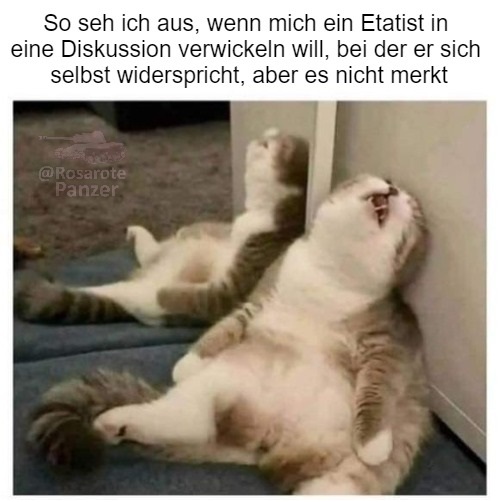 So seh ich aus, wenn mich ein Etatist in
eine Diskussion verwickeln will, bei der er sich
selbst widerspricht, aber es nicht merkt
@Rosarote
Panzer